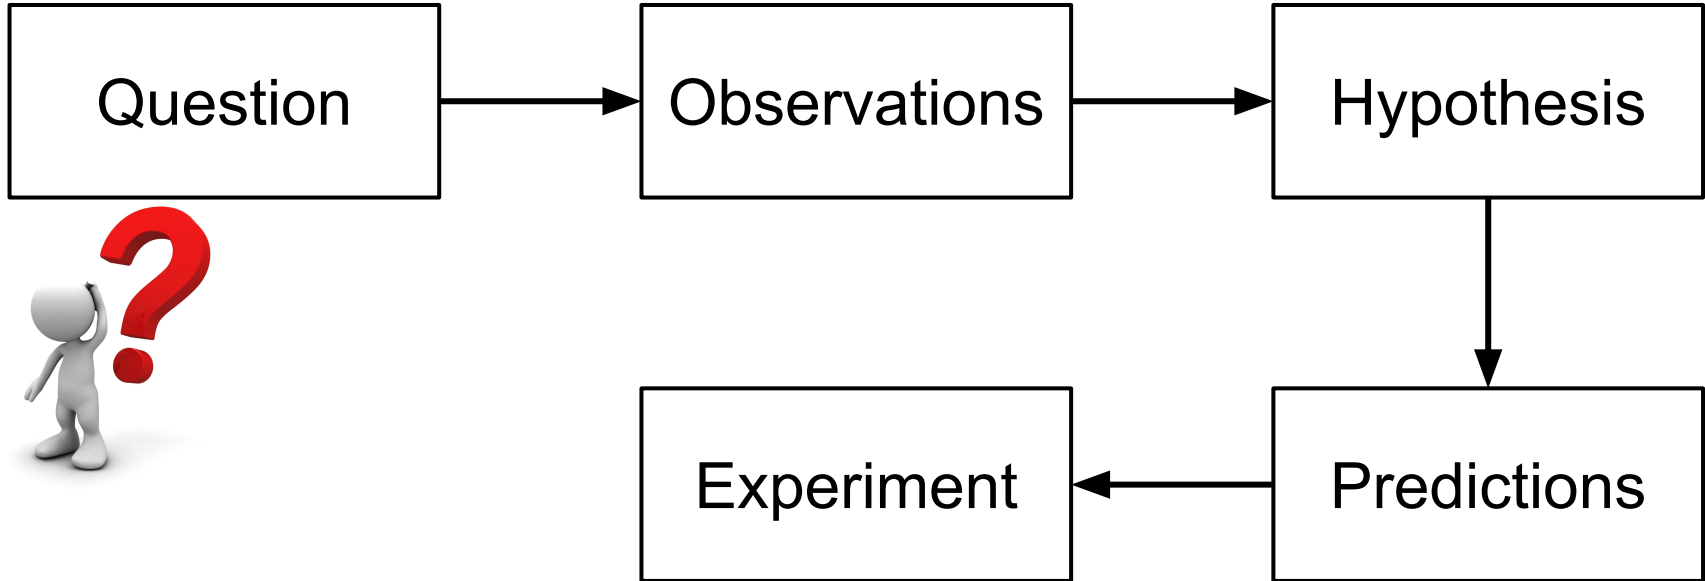 Question
Observations
Hypothesis
Predictions
Experiment
?